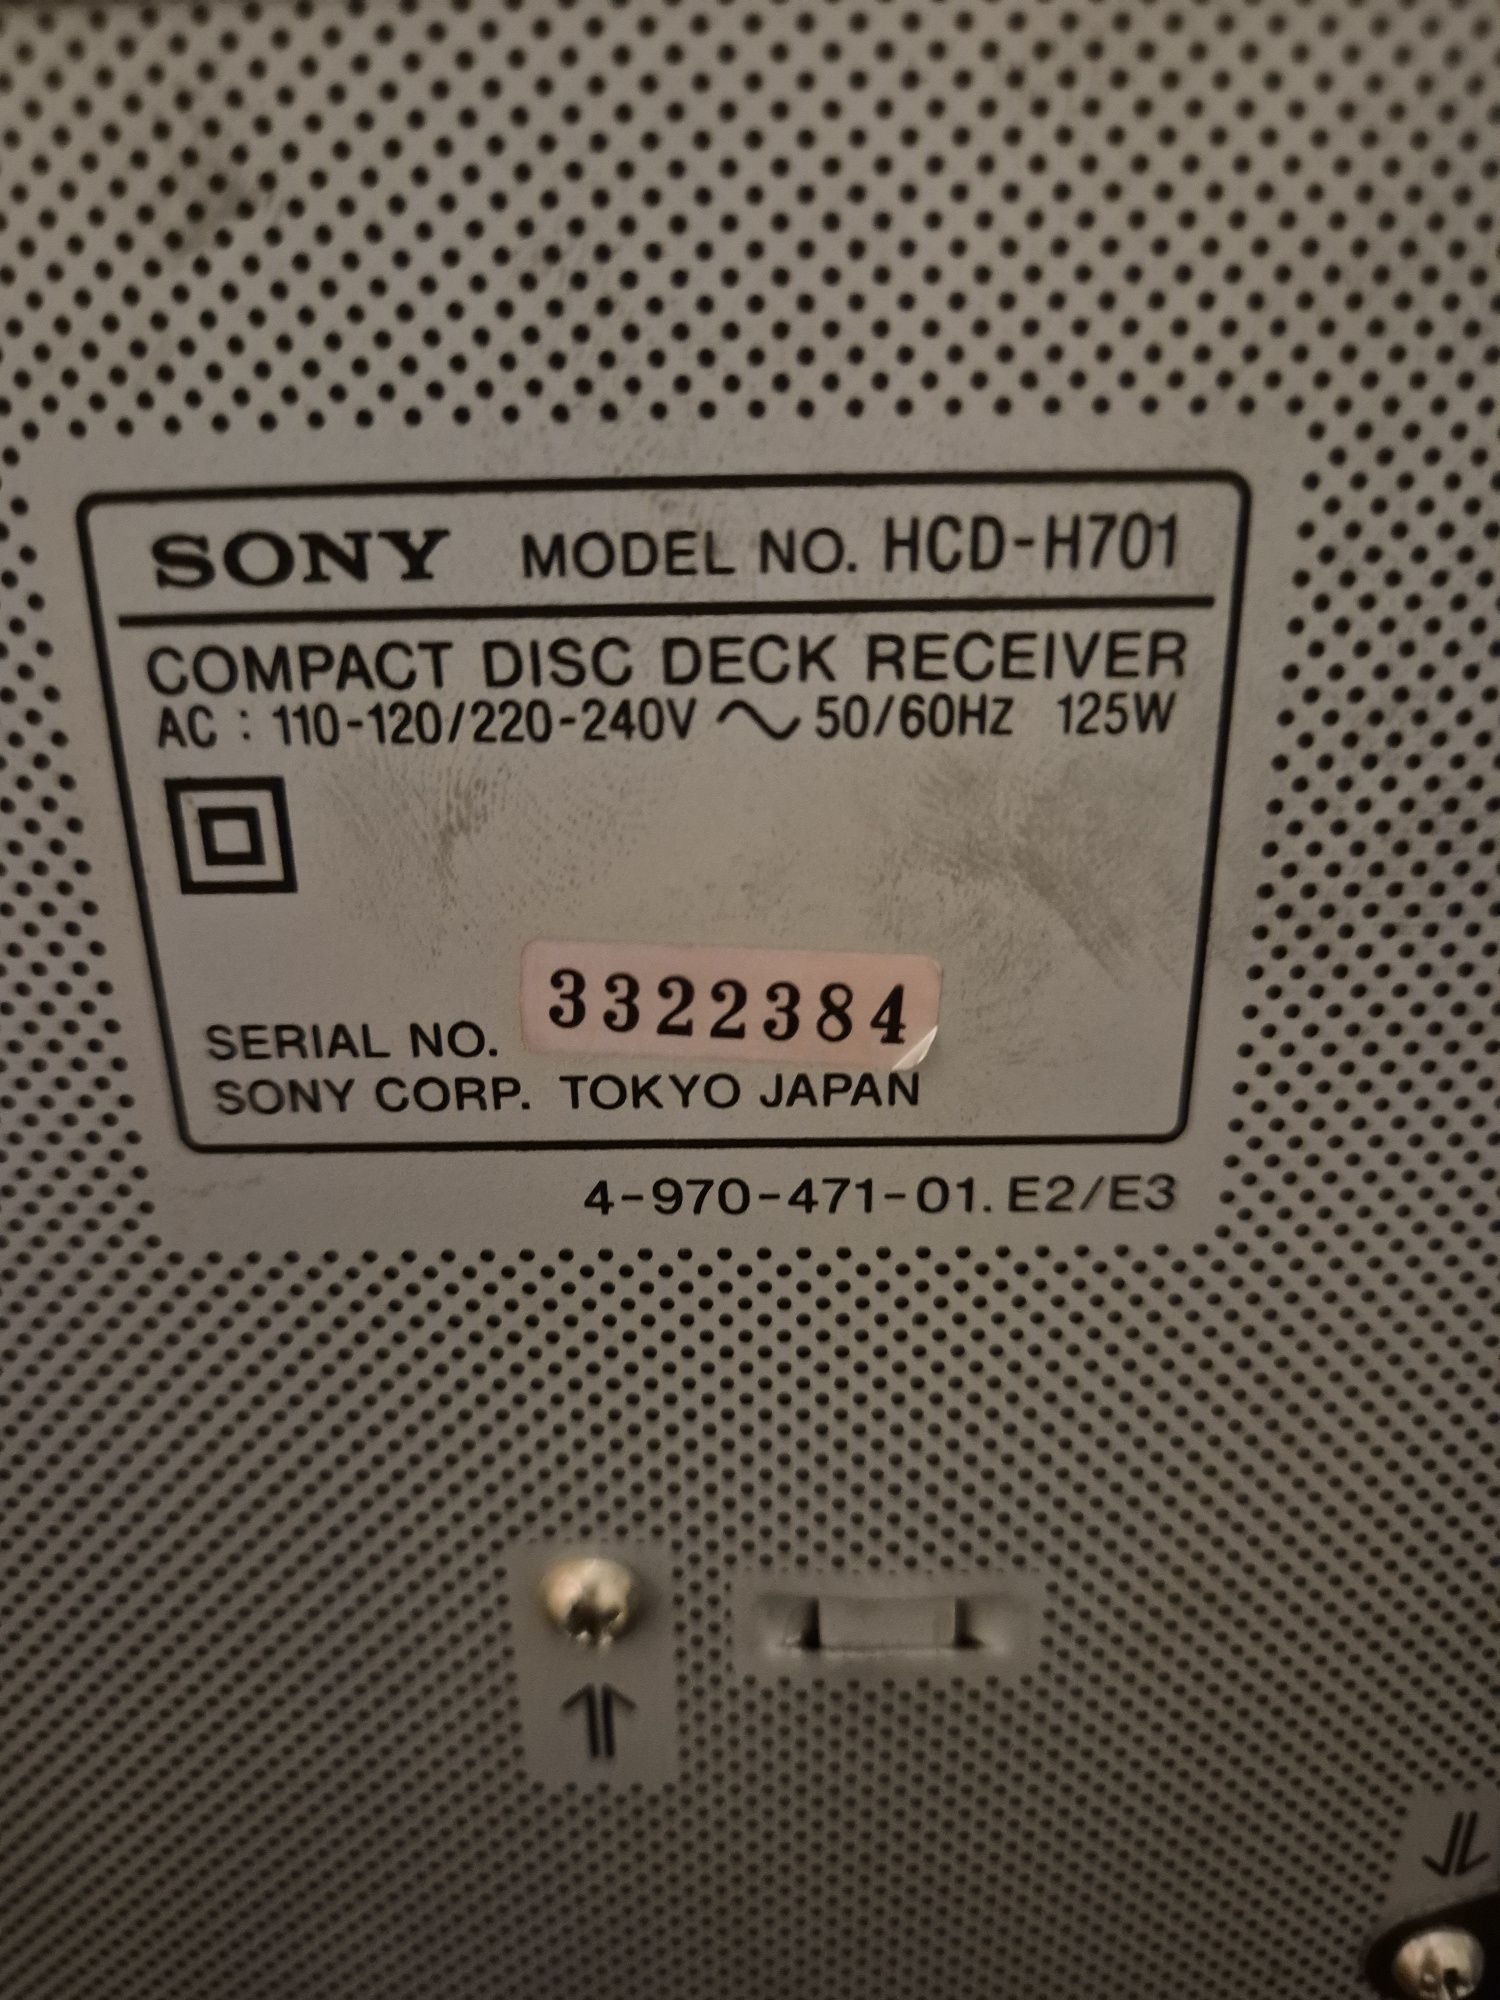 SONY MODEL NO. HCD-H701
COMPACT DISC DECK RECEIVER
AC : 110-120/220-240V ~ 50/60HZ 125W
3322384
SERIAL NO.
SONY CORP. TOKYO JAPAN
4-970-471-01. E2/E3